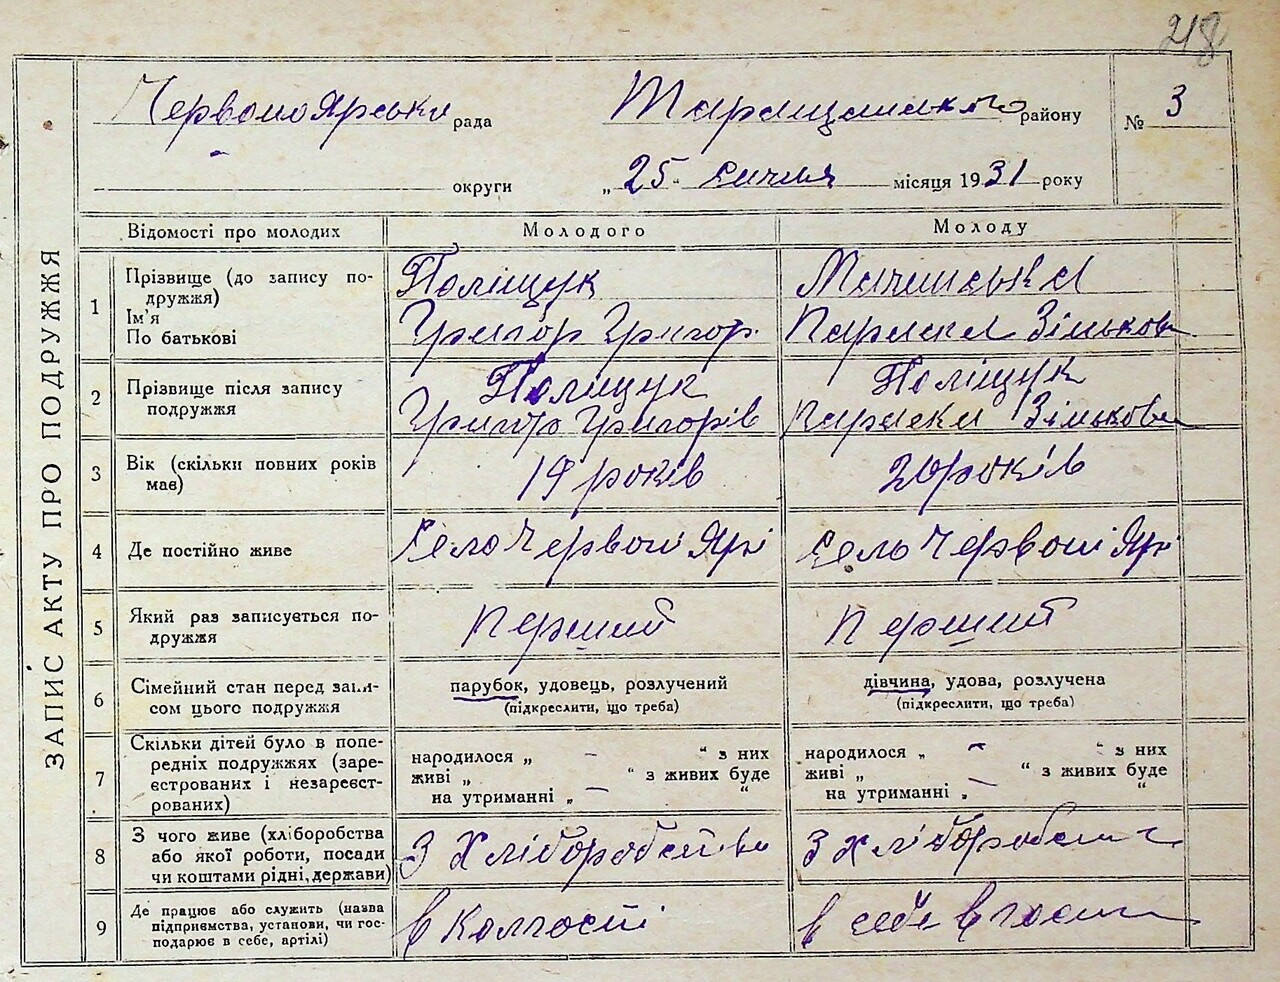 218
ЗАПИС АКТУ ПРО ПОДРУЖЖЯ
Червоно Ярська рада Таращанського району № 3
округи „25" січня місяця 1931 року
Відомості про молодих Молодого Молоду
1 Прізвище (до запису подружжя) Поліщук
Ім'я
По батькові Григор Григор. Параска Зінькова
2 Прізвище після запису подружжя Поліщук Поліщук
Григор Григорів Параска Зінькова
3 Вік (скільки повних років має) 19 років 20 років
4 Де постійно живе Село Червоні Ярі Село Червоні Ярі
5 Який раз записується подружжя Перший Перший
6 Сімейний стан перед записом цього подружжя парубок, удовець, розлучений дівчина, удова, розлучена
(підкреслити, що треба) (підкреслити, що треба)
7 Скільки дітей було в попередніх подружжях (зареєстрованих і незареєстрованих) народилося „ — " з них народилося „ — " з них
живі „ " з живих буде живі „ " з живих буде
на утриманні „ — " на утриманні „ — "
8 З чого живе (хліборобства або якої роботи, посади чи коштами рідні, держави) З Хліборобства З хліборобства
9 Де працює або служить (назва підприємства, установи, чи господарює в себе, артілі) в Колгоспі в себе в госп